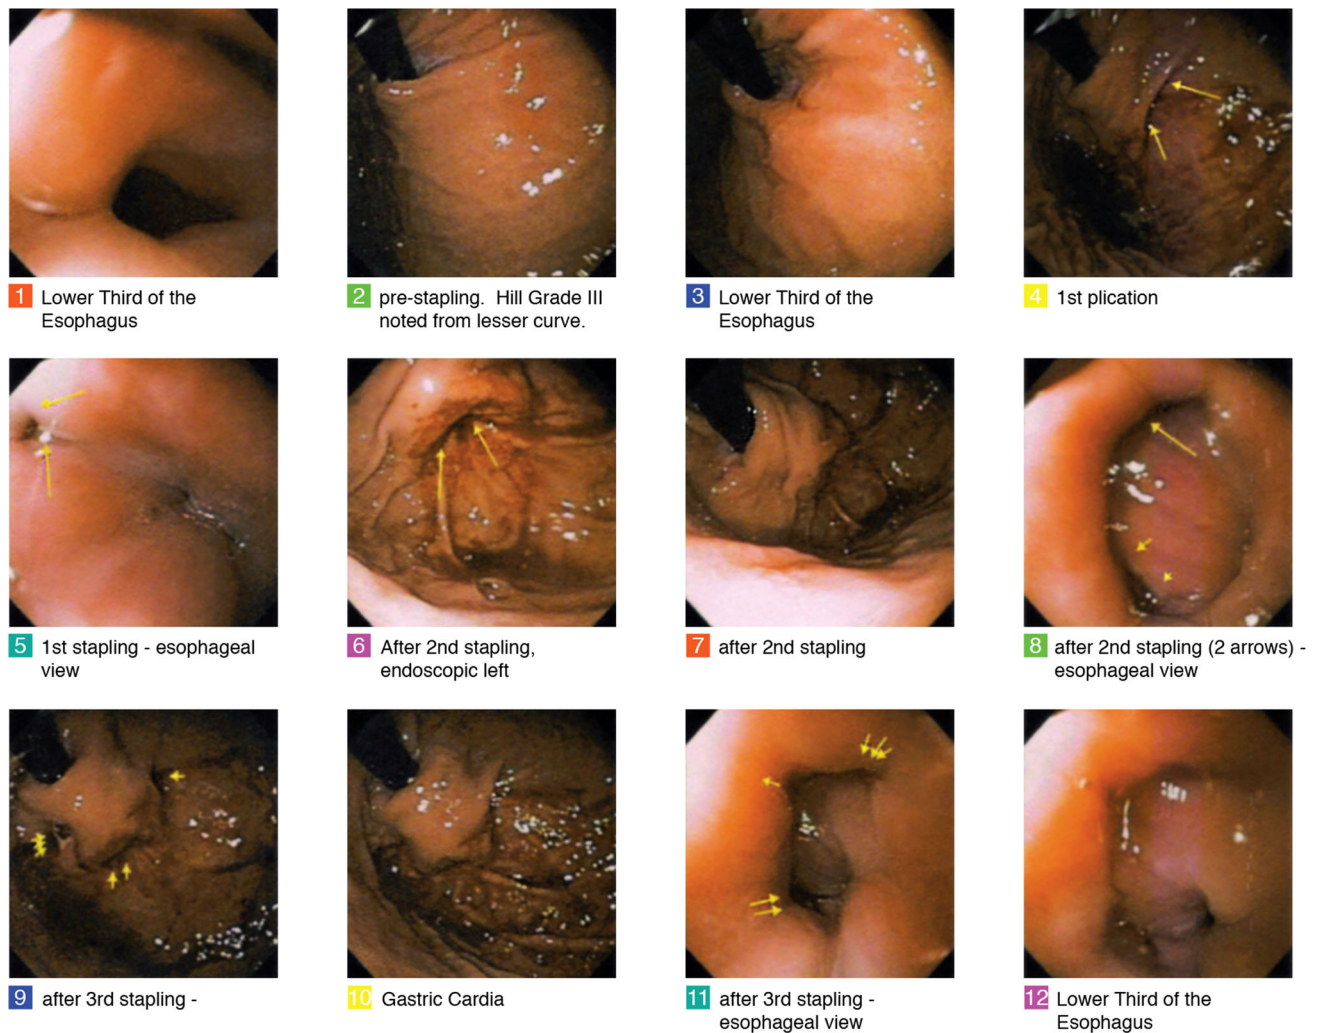 1 Lower Third of the
Esophagus
2 pre-stapling. Hill Grade III
noted from lesser curve.
3 Lower Third of the
Esophagus
4 1st plication
5 1st stapling - esophageal
view
6 After 2nd stapling,
endoscopic left
7 after 2nd stapling
8 after 2nd stapling (2 arrows) -
esophageal view
9 after 3rd stapling -
10 Gastric Cardia
11 after 3rd stapling -
esophageal view
12 Lower Third of the
Esophagus